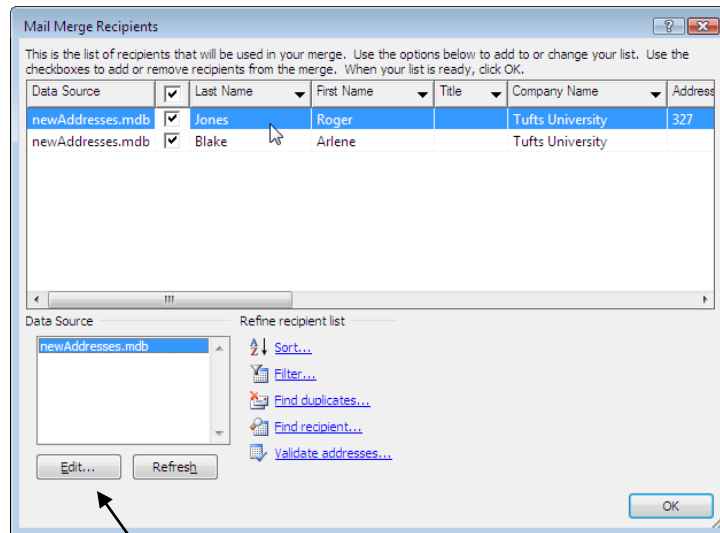 Mail Merge Recipients
This is the list of recipients that will be used in your merge. Use the options below to add to or change your list. Use the
checkboxes to add or remove recipients from the merge. When your list is ready, click OK.
Data Source Last Name First Name Title Company Name Address
newAddresses.mdb Jones Roger Tufts University 327
newAddresses.mdb Blake Arlene Tufts University
Data Source Refine recipient list
newAddresses.mdb
Sort...
Filter...
Find duplicates...
Find recipient...
Validate addresses...
Edit... Refresh
OK